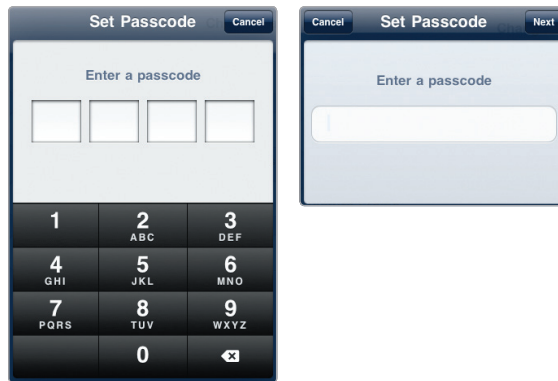 Set Passcode Cancel
Enter a passcode
1 2 3
ABC DEF
4 5 6
GHI JKL MNO
7 8 9
PQRS TUV WXYZ
0
Cancel Set Passcode Next
Enter a passcode